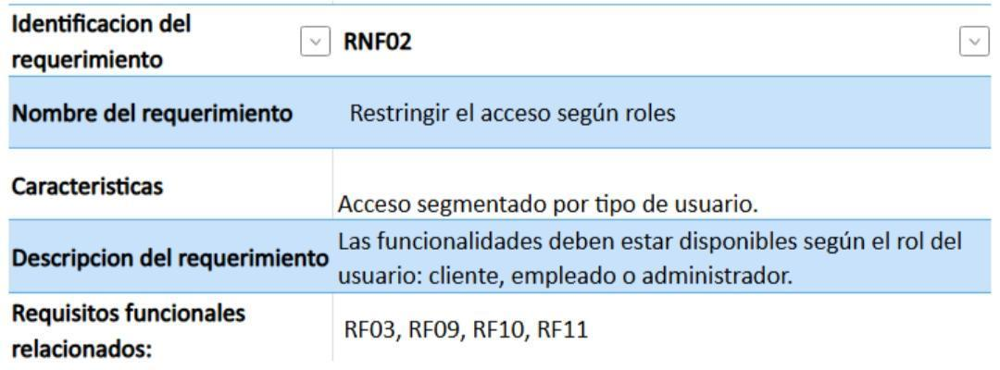 Identificacion del
requerimiento
RNF02
Nombre del requerimiento
Restringir el acceso según roles
Caracteristicas
Acceso segmentado por tipo de usuario.
Descripcion del requerimiento
Las funcionalidades deben estar disponibles según el rol del
usuario: cliente, empleado o administrador.
Requisitos funcionales
relacionados:
RF03, RF09, RF10, RF11